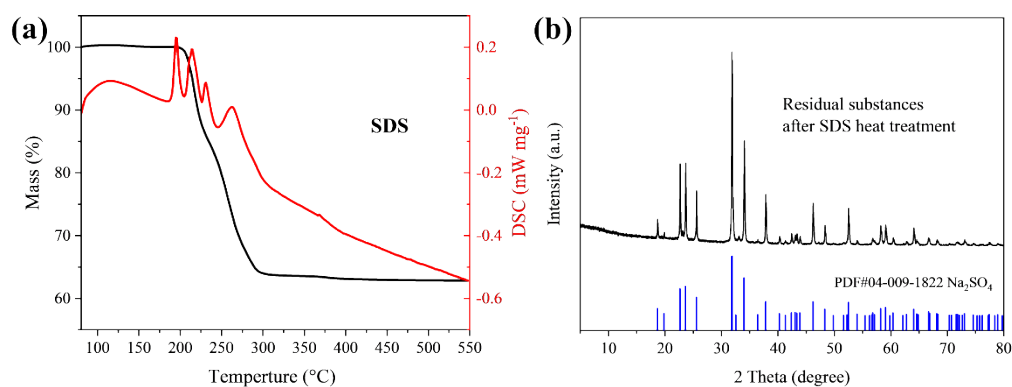 (a)
100
90
80
70
60
Mass (%)
100 150 200 250 300 350 400 450 500 550
Temperture (°C)
0.2
0.0
-0.2
-0.4
-0.6
DSC (mW mg⁻¹)
SDS
(b)
Intensity (a.u.)
Residual substances
after SDS heat treatment
PDF#04-009-1822 Na₂SO₄
10 20 30 40 50 60 70 80
2 Theta (degree)